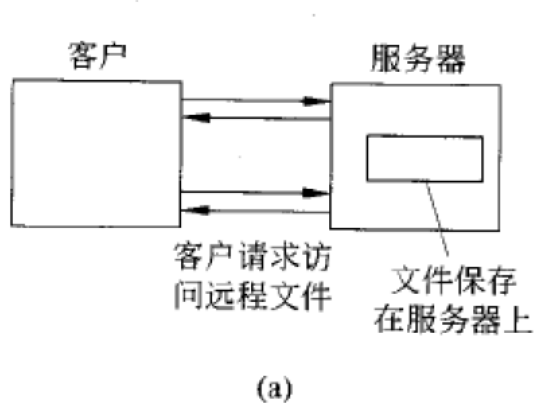 客户
服务器
客户请求访
问远程文件
文件保存
在服务器上
(a)